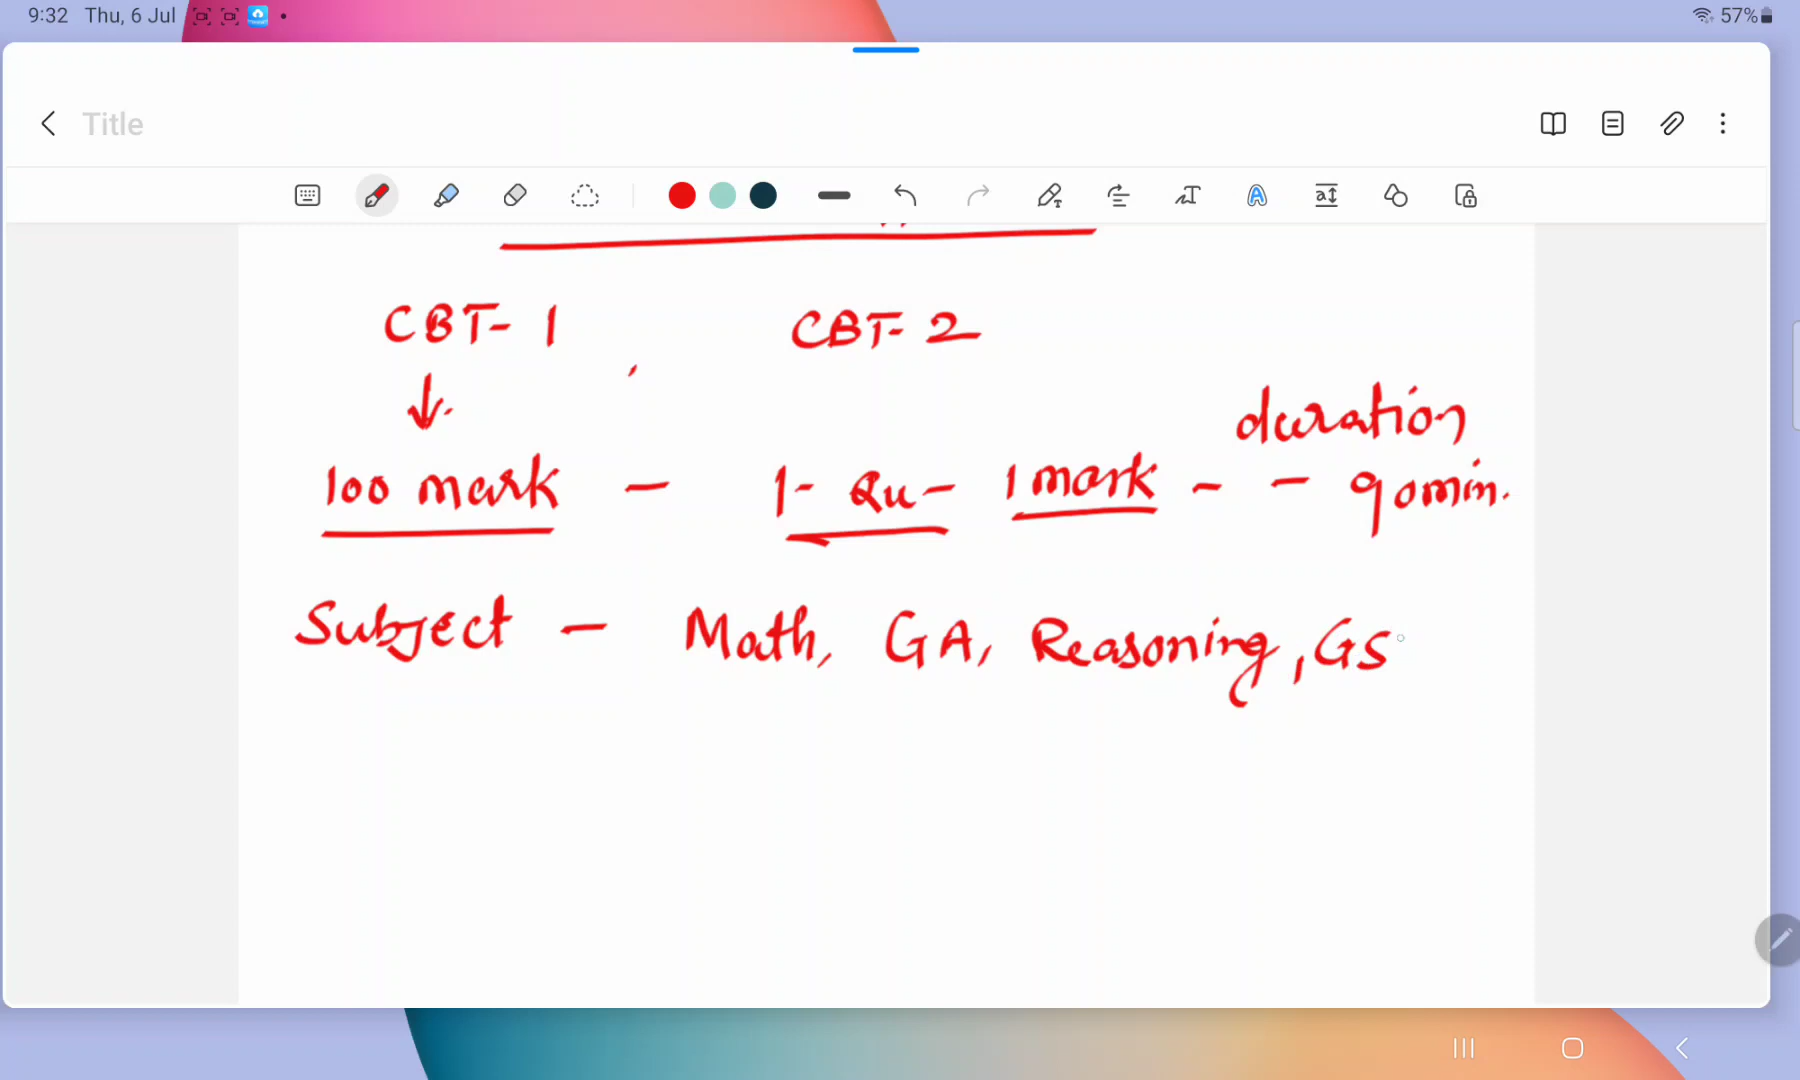 9:32 Thu, 6 Jul 57%
Title
CBT- 1 CBT- 2
duration
100 mark - 1- Qu- 1 mark - - 90min.
Subject - Math, GA, Reasoning, GS